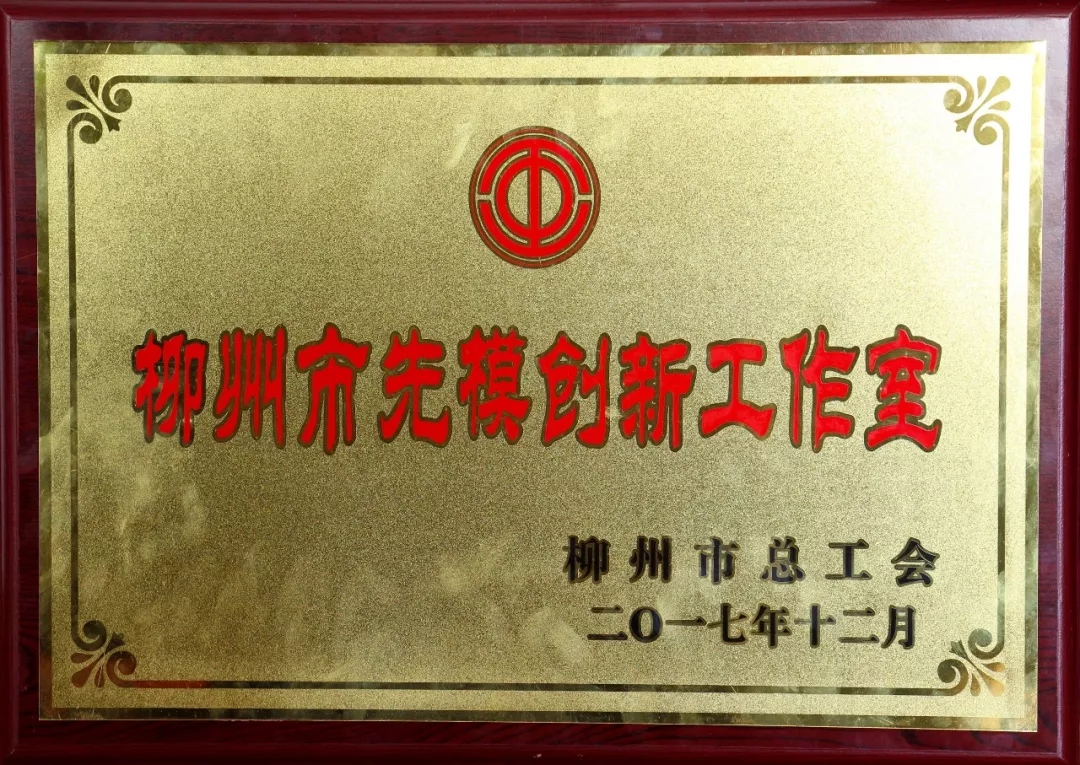 柳州市先模创新工作室
柳州市总工会
二〇一七年十二月